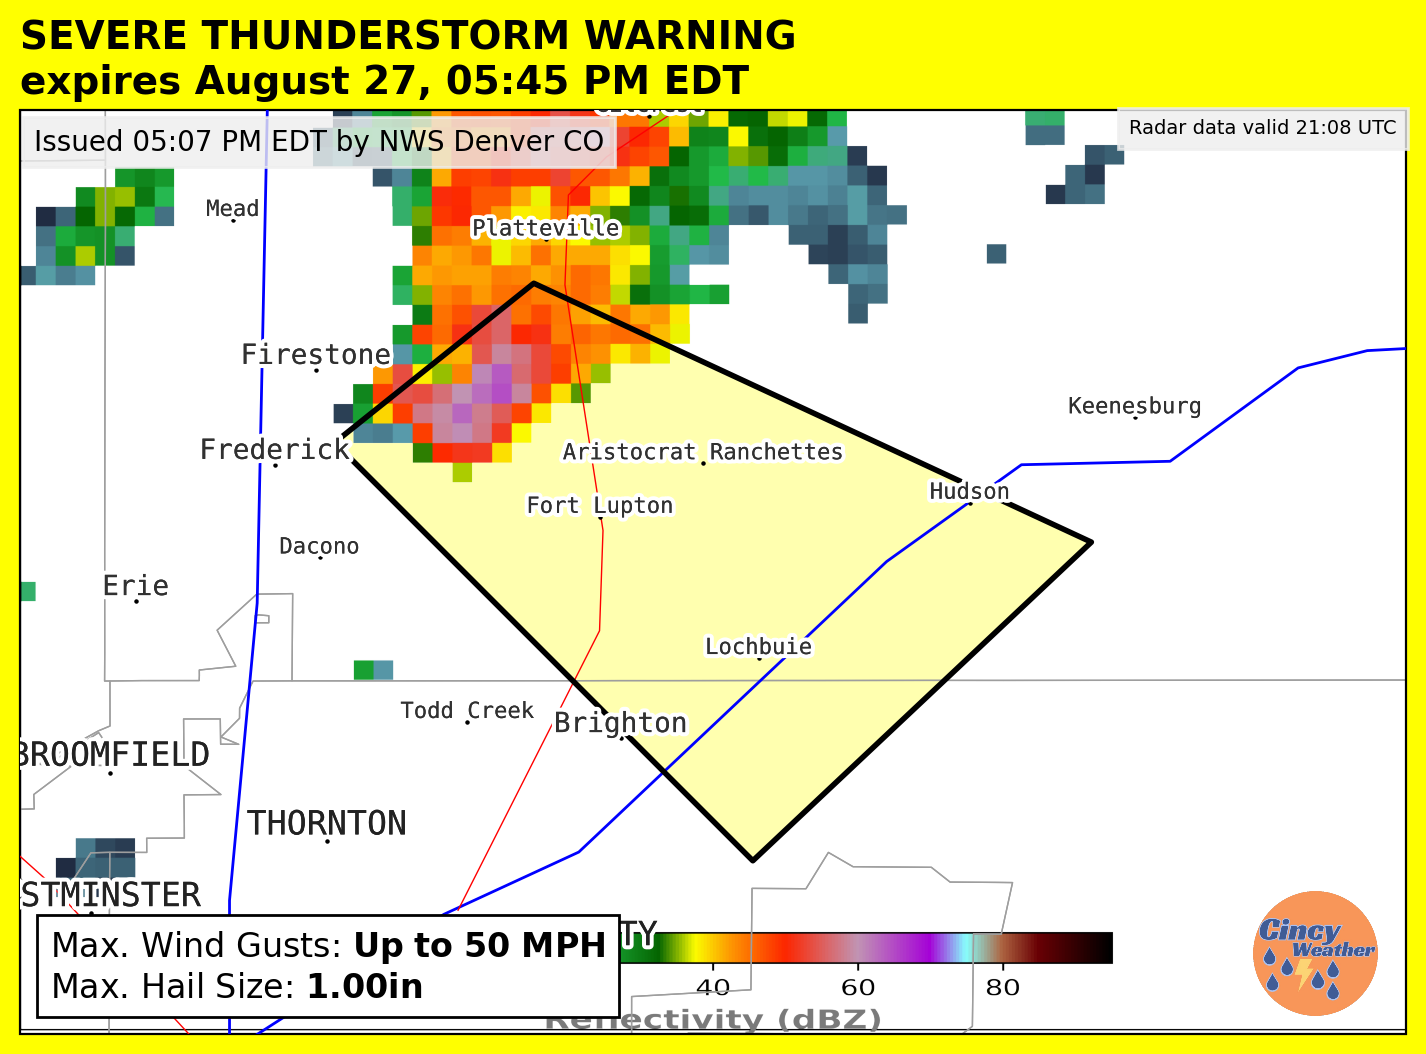 SEVERE THUNDERSTORM WARNING
expires August 27, 05:45 PM EDT
Issued 05:07 PM EDT by NWS Denver CO
Radar data valid 21:08 UTC
Mead
Platteville
Firestone
Keenesburg
Frederick
Aristocrat Ranchettes
Hudson
Fort Lupton
Dacono
Erie
Lochbuie
Todd Creek
Brighton
BROOMFIELD
THORNTON
STMINSTER
TY
Max. Wind Gusts: Up to 50 MPH
Max. Hail Size: 1.00in
40 60 80
Reflectivity (dBZ)
Cincy
Weather